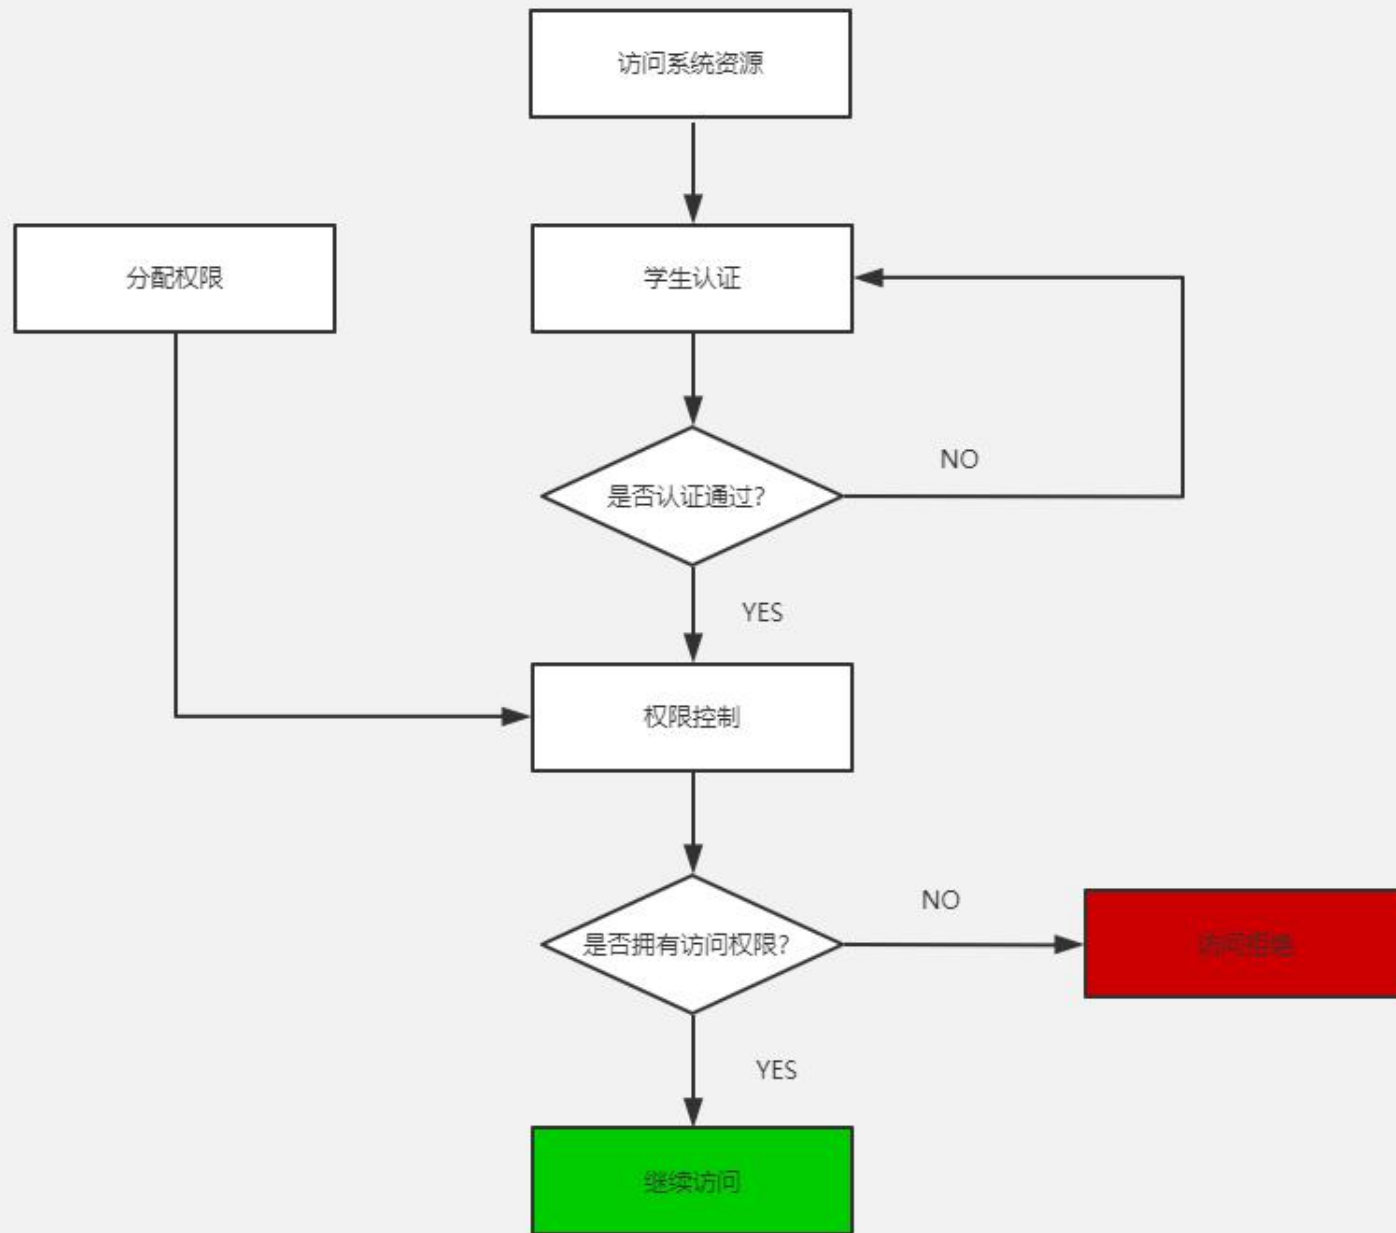 访问系统资源
分配权限
学生认证
NO
是否认证通过?
YES
权限控制
NO
是否拥有访问权限?
访问拒绝
YES
继续访问